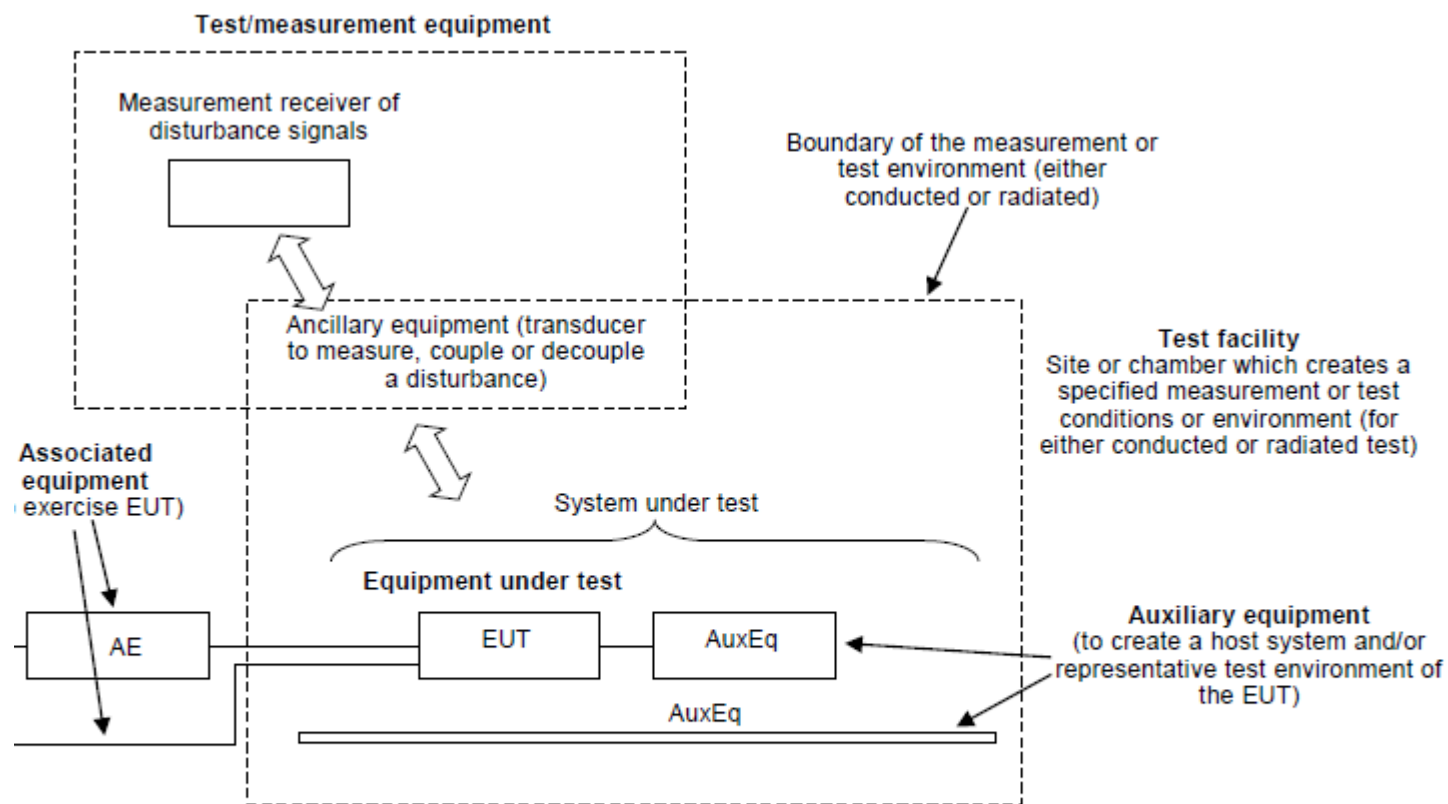 Test/measurement equipment
Measurement receiver of
disturbance signals
Boundary of the measurement or
test environment (either
conducted or radiated)
Ancillary equipment (transducer
to measure, couple or decouple
a disturbance)
Test facility
Site or chamber which creates a
specified measurement or test
conditions or environment (for
either conducted or radiated test)
Associated
equipment
exercise EUT)
System under test
Equipment under test
AE
EUT
AuxEq
Auxiliary equipment
(to create a host system and/or
representative test environment of
the EUT)
AuxEq